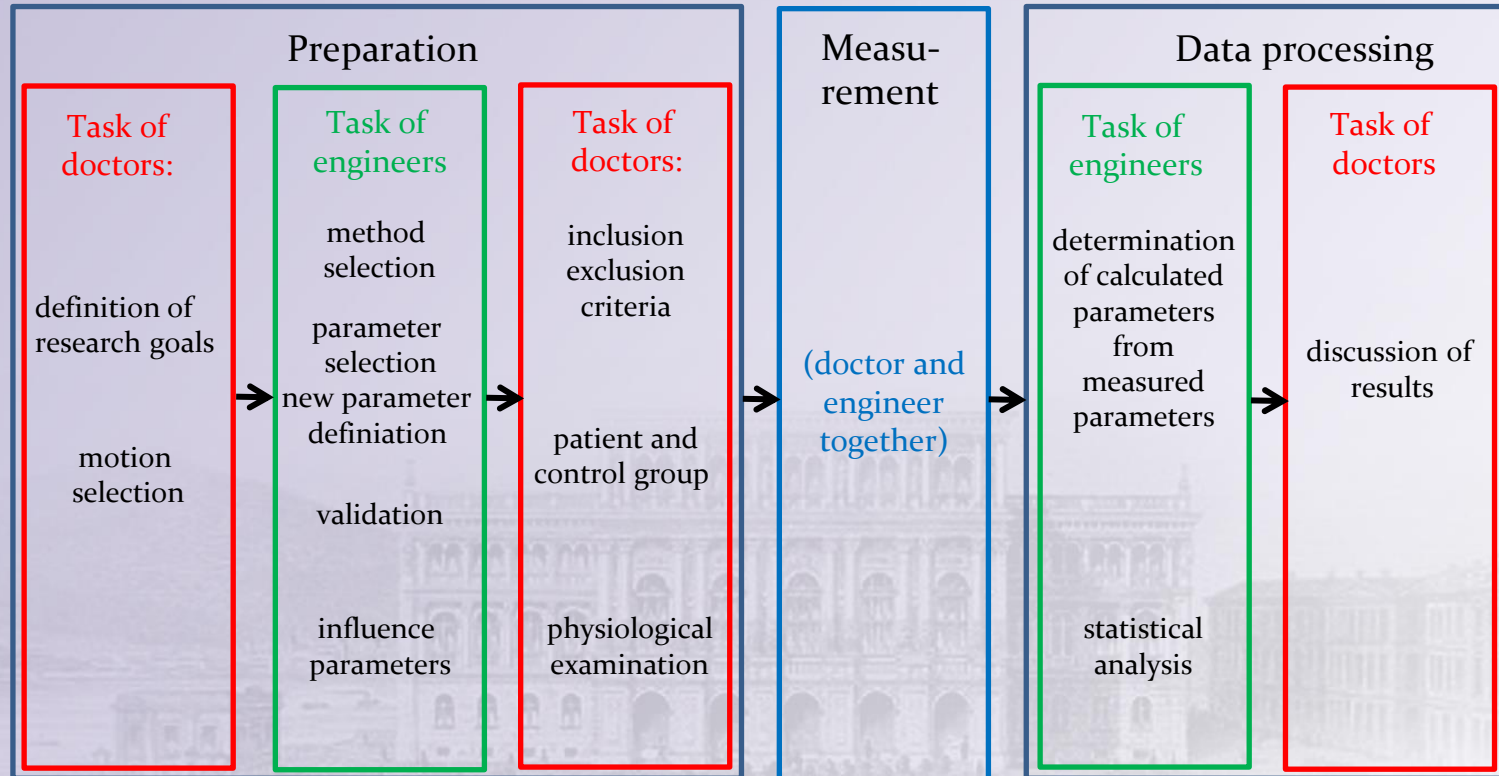 Preparation
Task of
doctors:
definition of
research goals
motion
selection
Task of
engineers
method
selection
parameter
selection
new parameter
definiation
validation
influence
parameters
Task of
doctors:
inclusion
exclusion
criteria
patient and
control group
physiological
examination
Measu-
rement
(doctor and
engineer
together)
Data processing
Task of
engineers
determination
of calculated
parameters
from
measured
parameters
statistical
analysis
Task of
doctors
discussion of
results